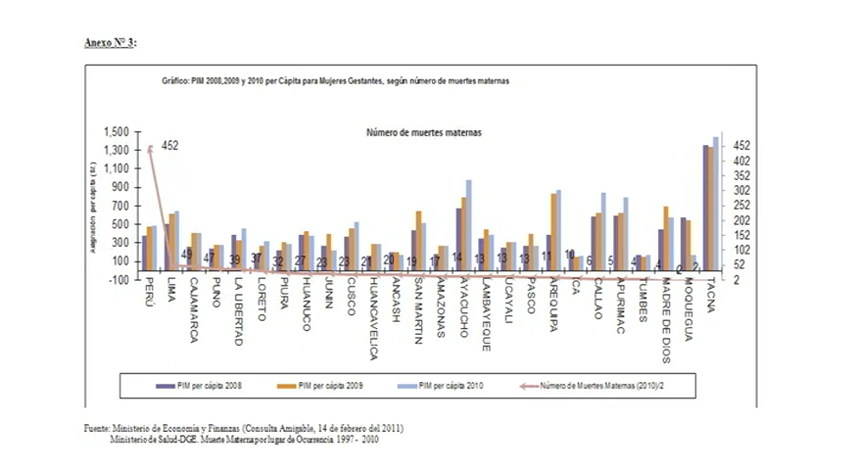 Anexo N° 3:
Gráfico: PIM 2008,2009 y 2010 per Cápita para Mujeres Gestantes, según número de muertes maternas
Número de muertes maternas
Asignación per cápita (S/.)
1,500
1,300
1,100
900
700
500
300
100
-100
452
402
352
302
252
202
152
102
52
2
452
49
47
39
37
32
27
23
23
21
20
19
17
14
13
13
13
11
10
6
5
4
4
2
2
PERÚ
LIMA
CAJAMARCA
PUNO
LA LIBERTAD
LORETO
PIURA
HUANUCO
JUNIN
CUSCO
HUANCAVELICA
ANCASH
SAN MARTIN
AMAZONAS
AYACUCHO
LAMBAYEQUE
UCAYALI
PASCO
AREQUIPA
ICA
CALLAO
APURIMAC
TUMBES
MADRE DE DIOS
MOQUEGUA
TACNA
PIM per cápita 2008
PIM per cápita 2009
PIM per cápita 2010
Número de Muertes Maternas (2010)/2
Fuente: Ministerio de Economía y Finanzas (Consulta Amigable, 14 de febrero del 2011)
Ministerio de Salud-DGE. Muerte Materna por lugar de Ocurrencia. 1997 - 2010